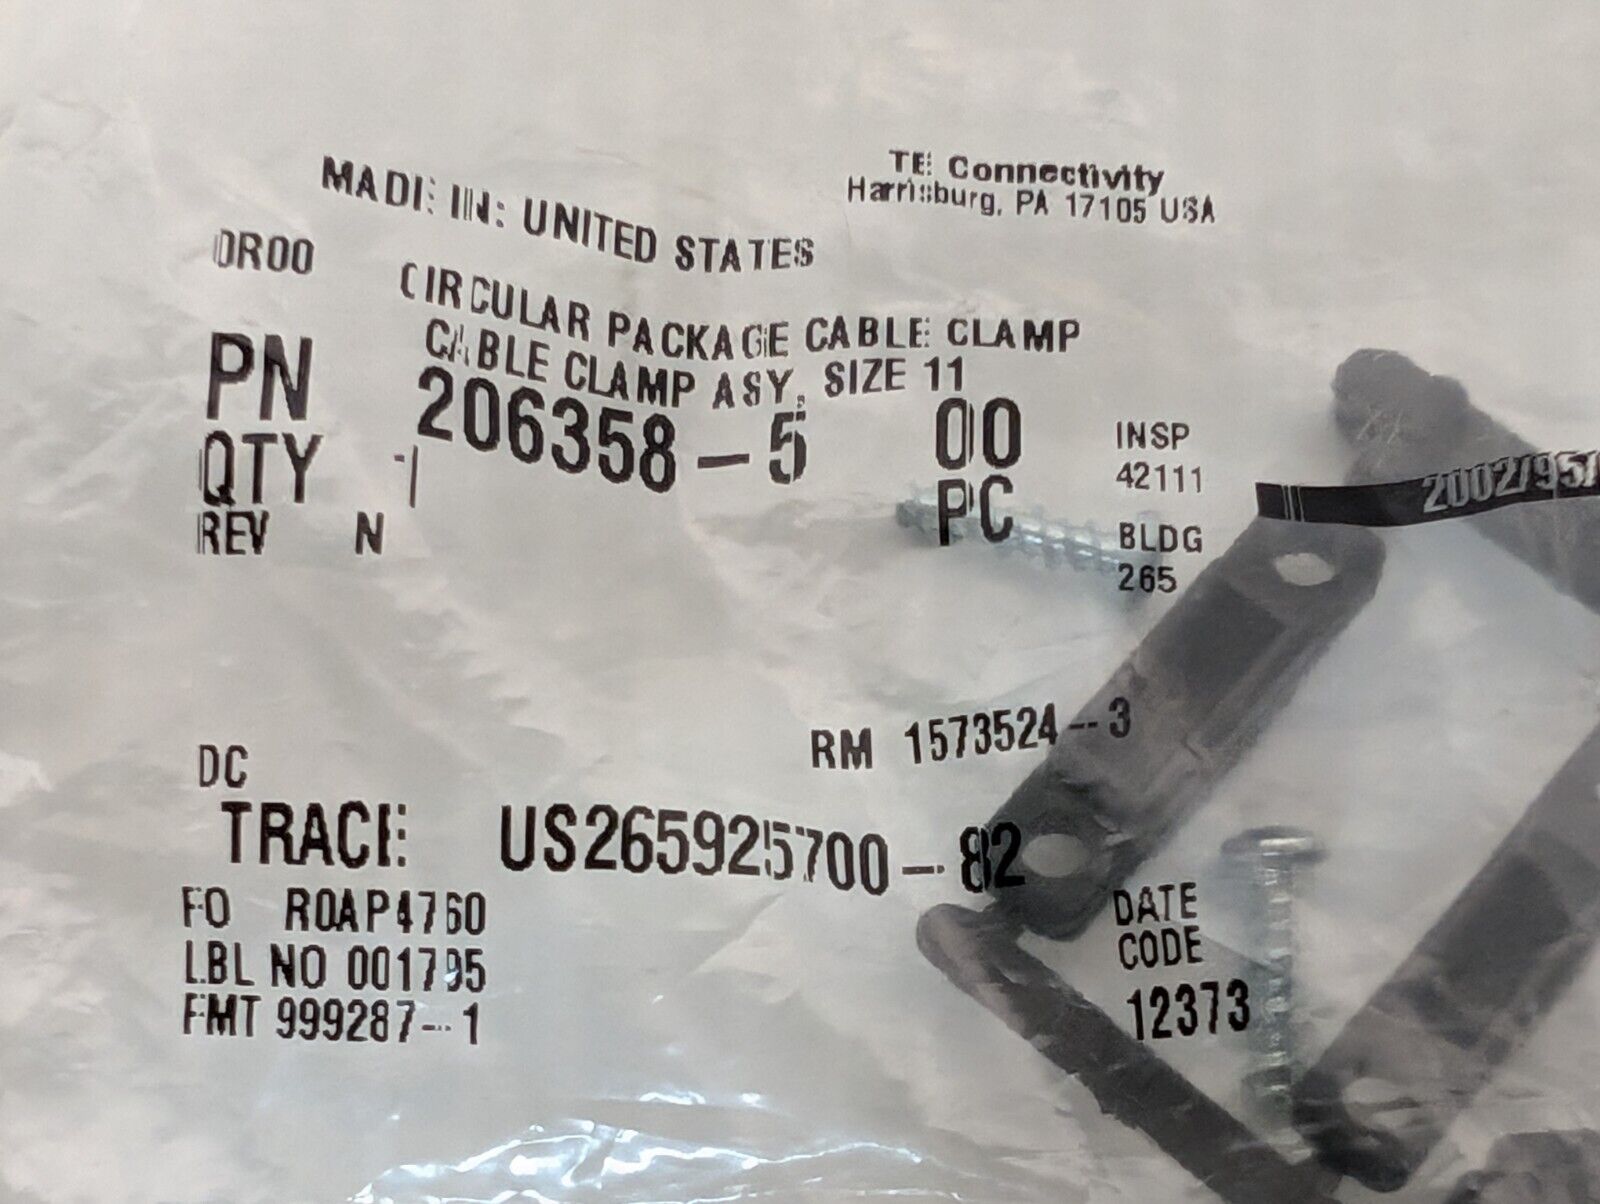 TE Connectivity
Harrisburg, PA 17105 USA
MADE IN: UNITED STATES
0R00 CIRCULAR PACKAGE CABLE CLAMP
CABLE CLAMP ASY, SIZE 11
PN 206358-5 00
QTY 1 PC
REV N
INSP
42111
BLDG
265
RM 1573524-3
DC
TRACE US265925700-82
FO R0AP4760
LBL NO 001795
FMT 999287-1
DATE
CODE
12373